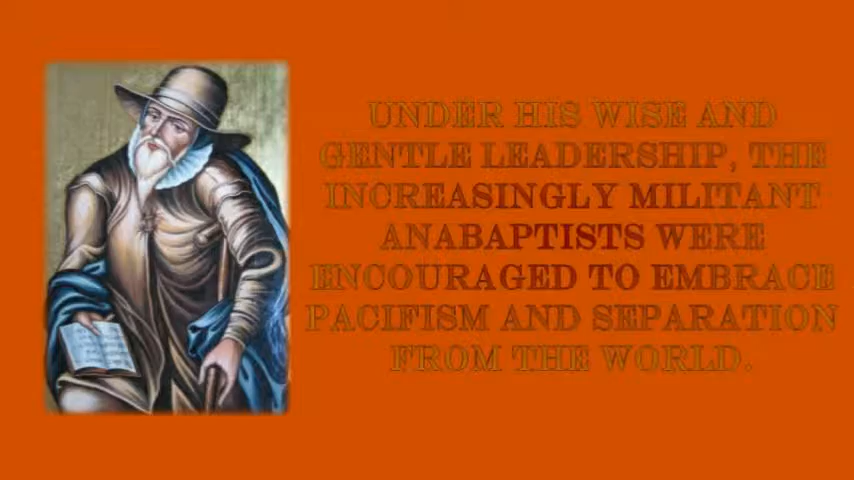 UNDER HIS WISE AND
GENTLE LEADERSHIP, THE
INCREASINGLY MILITANT
ANABAPTISTS WERE
ENCOURAGED TO EMBRACE
PACIFISM AND SEPARATION
FROM THE WORLD.